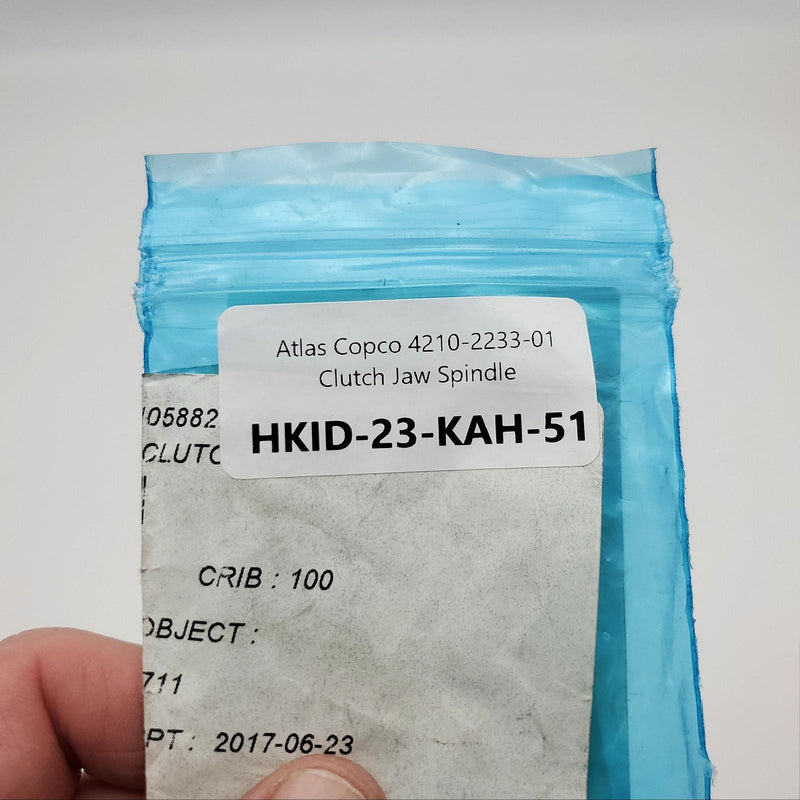 Atlas Copco 4210-2233-01
Clutch Jaw Spindle
HKID-23-KAH-51
05882
CLUTC
CRIB : 100
OBJECT :
711
PT : 2017-06-23